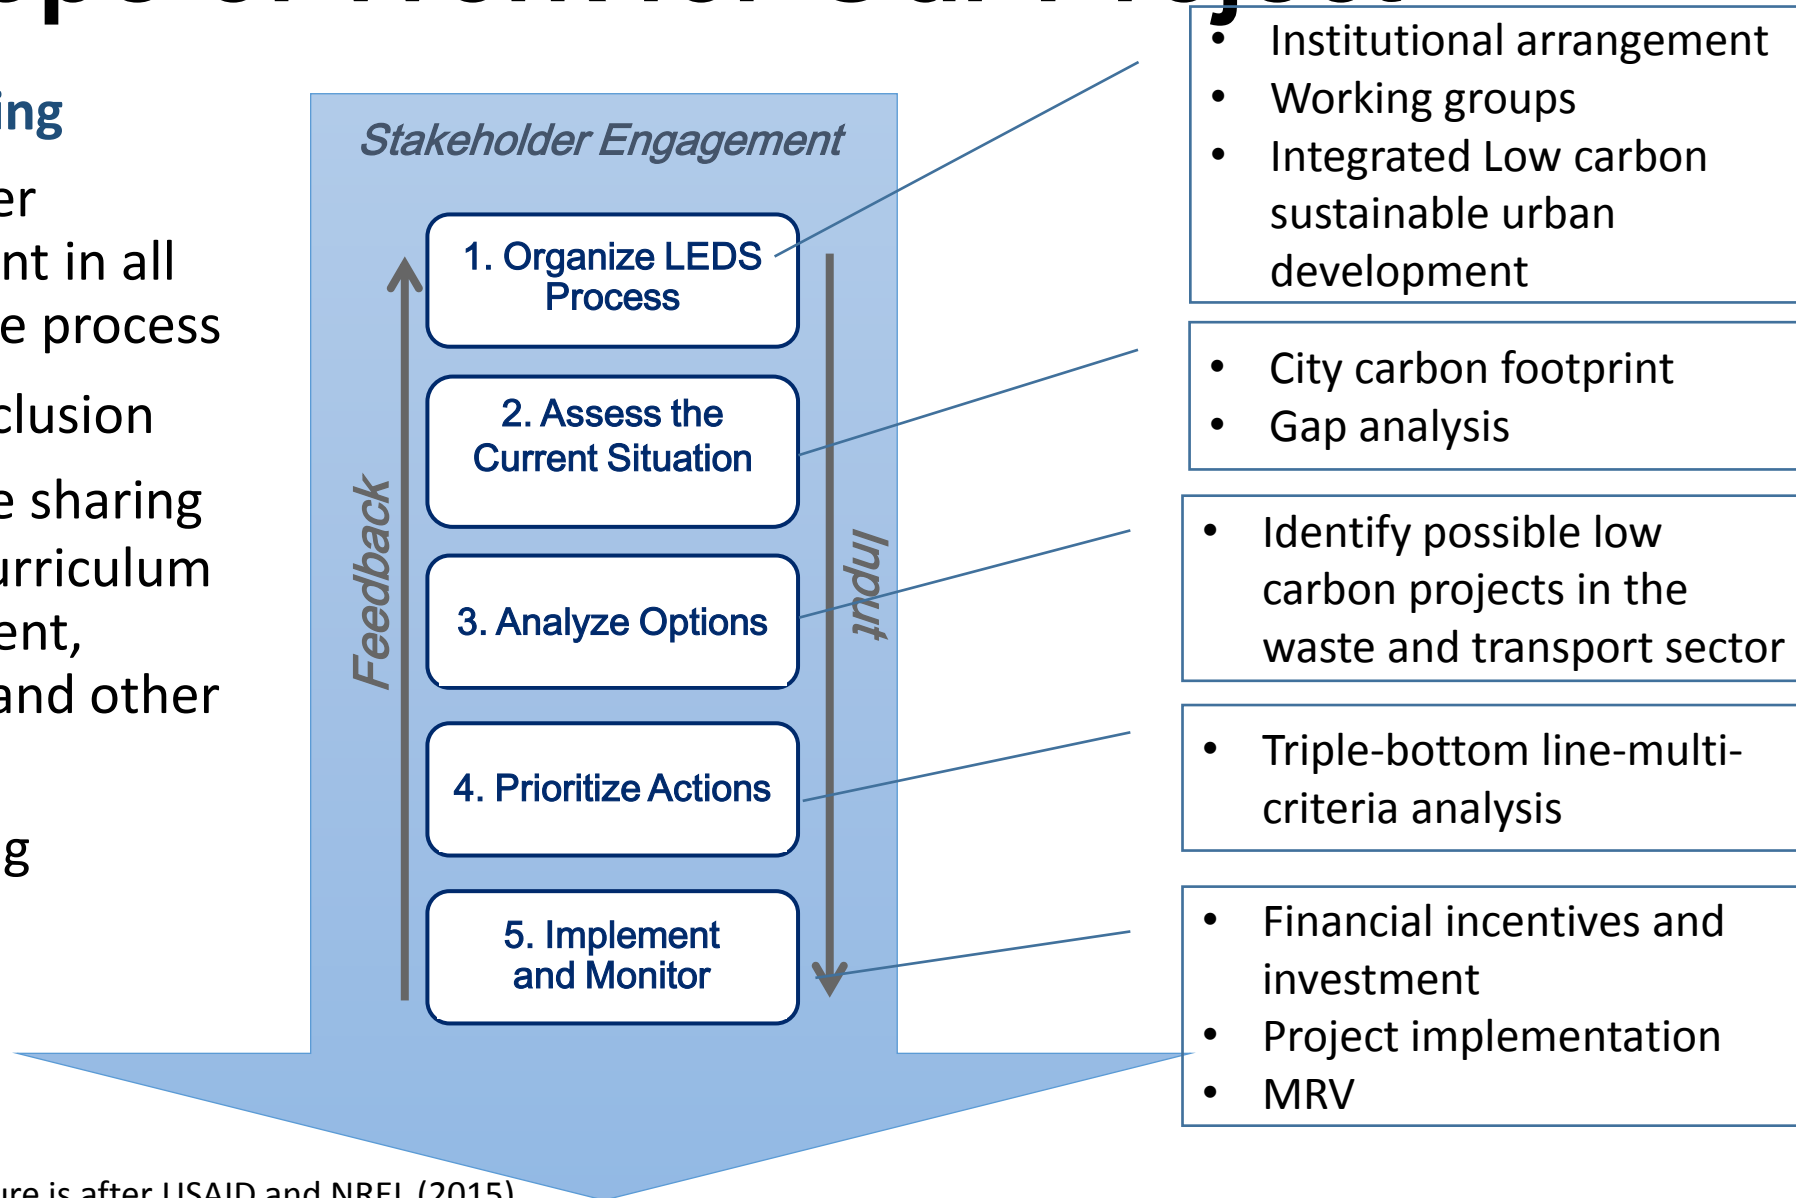 ing
er
nt in all
e process
clusion
e sharing
urriculum
ent,
and other
g
Stakeholder Engagement
1. Organize LEDS
Process
2. Assess the
Current Situation
3. Analyze Options
4. Prioritize Actions
5. Implement
and Monitor
Feedback
Input
• Institutional arrangement
• Working groups
• Integrated Low carbon
sustainable urban
development
• City carbon footprint
• Gap analysis
• Identify possible low
carbon projects in the
waste and transport sector
• Triple-bottom line-multi-
criteria analysis
• Financial incentives and
investment
• Project implementation
• MRV
ure is after USAID and NREL (2015)